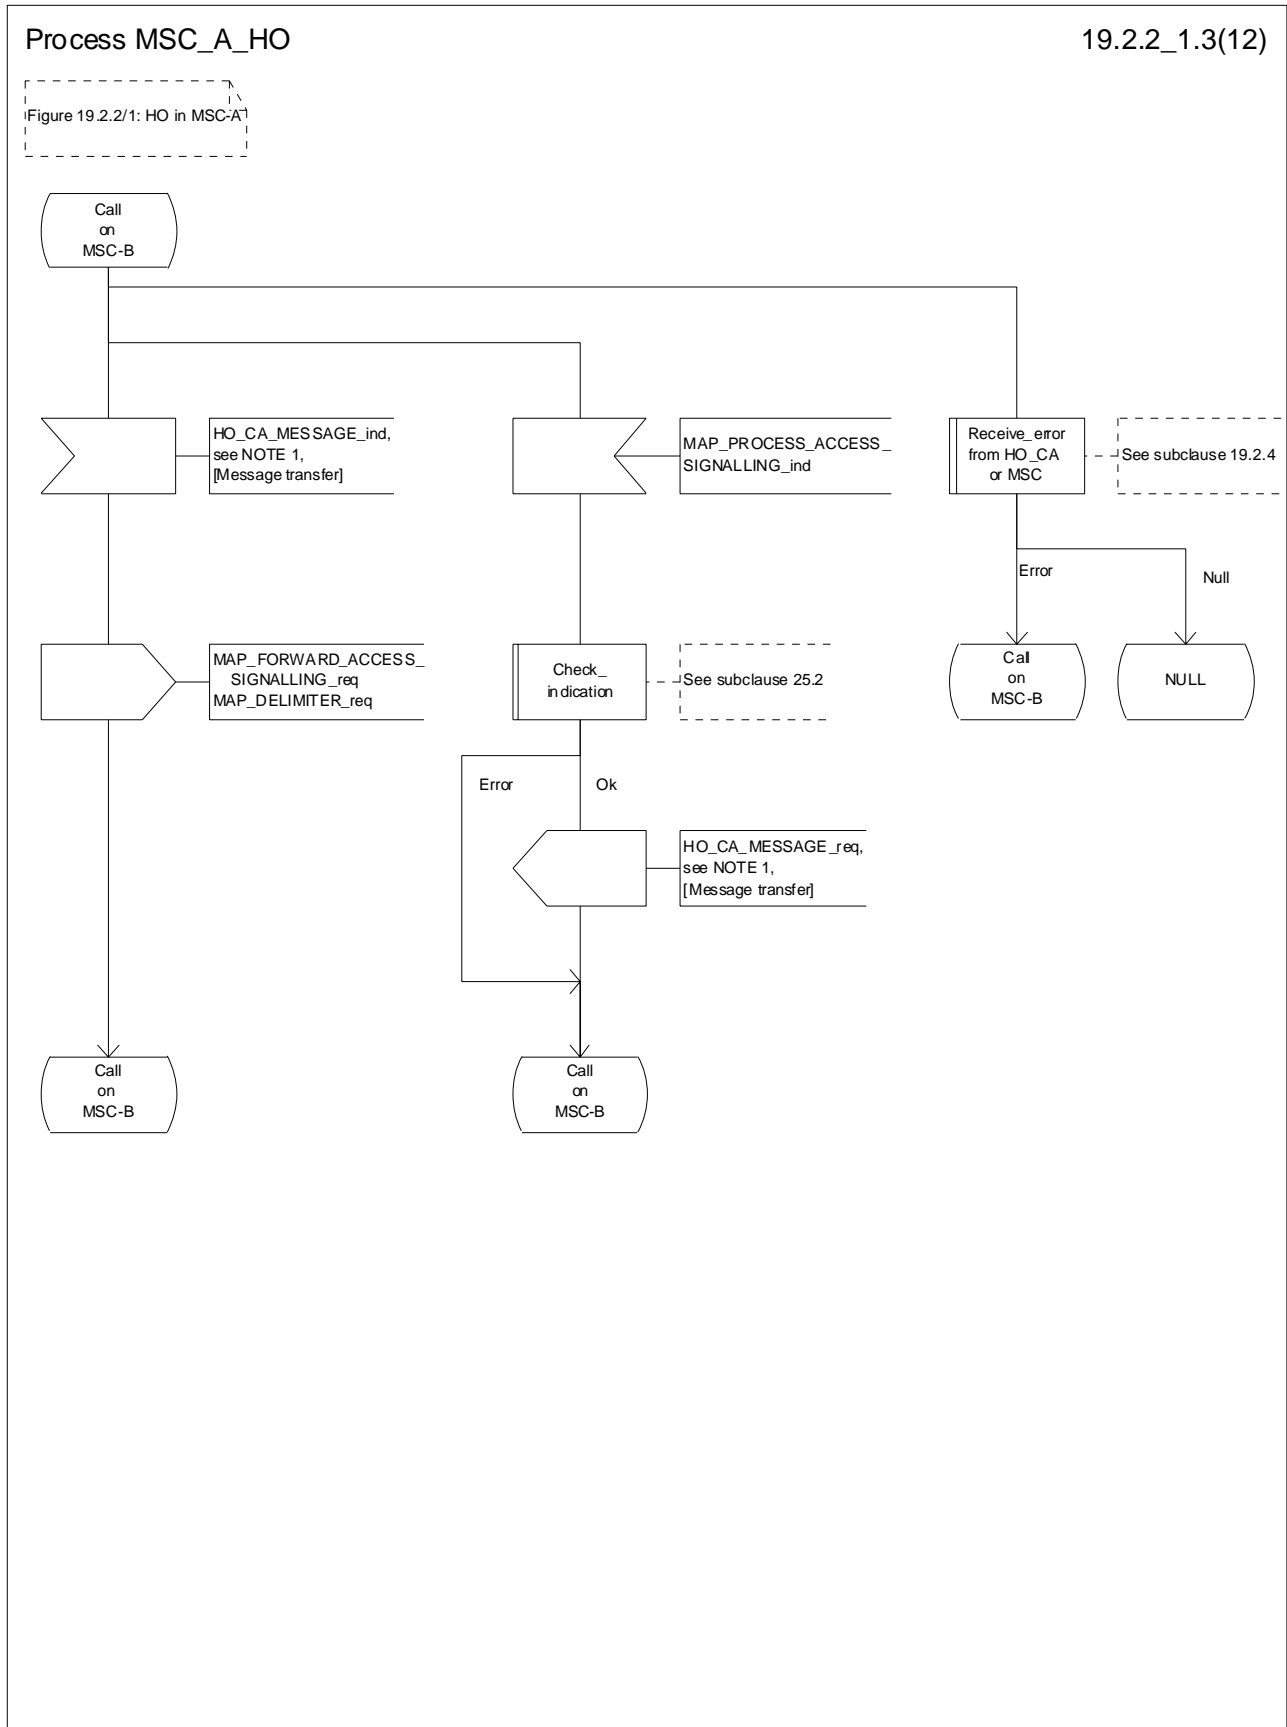 Process MSC_A_HO
19.2.2_1.3(12)
Figure 19.2.2/1: HO in MSC-A
Call
on
MSC-B
HO_CA_MESSAGE_ind,
see NOTE 1,
[Message transfer]
MAP_PROCESS_ACCESS_
SIGNALLING_ind
Receive_error
from HO_CA
or MSC
See subclause 19.2.4
Error
Null
MAP_FORWARD_ACCESS_
SIGNALLING_req
MAP_DELIMITER_req
Check_
indication
See subclause 25.2
Call
on
MSC-B
NULL
Error
Ok
HO_CA_MESSAGE_req,
see NOTE 1,
[Message transfer]
Call
on
MSC-B
Call
on
MSC-B